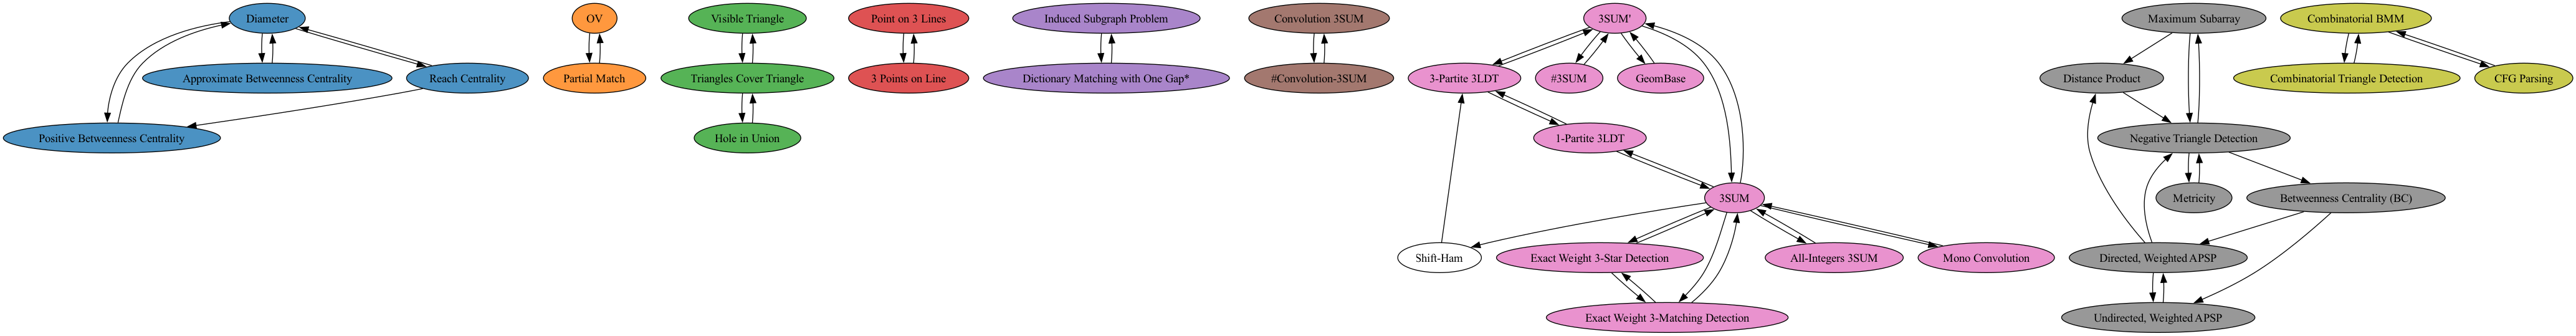 Diameter
Approximate Betweenness Centrality
Reach Centrality
Positive Betweenness Centrality
OV
Partial Match
Visible Triangle
Triangles Cover Triangle
Hole in Union
Point on 3 Lines
3 Points on Line
Induced Subgraph Problem
Dictionary Matching with One Gap*
Convolution 3SUM
#Convolution-3SUM
3SUM'
3-Partite 3LDT
#3SUM
GeomBase
1-Partite 3LDT
3SUM
Shift-Ham
Exact Weight 3-Star Detection
All-Integers 3SUM
Mono Convolution
Exact Weight 3-Matching Detection
Maximum Subarray
Distance Product
Negative Triangle Detection
Metricity
Betweenness Centrality (BC)
Directed, Weighted APSP
Undirected, Weighted APSP
Combinatorial BMM
Combinatorial Triangle Detection
CFG Parsing